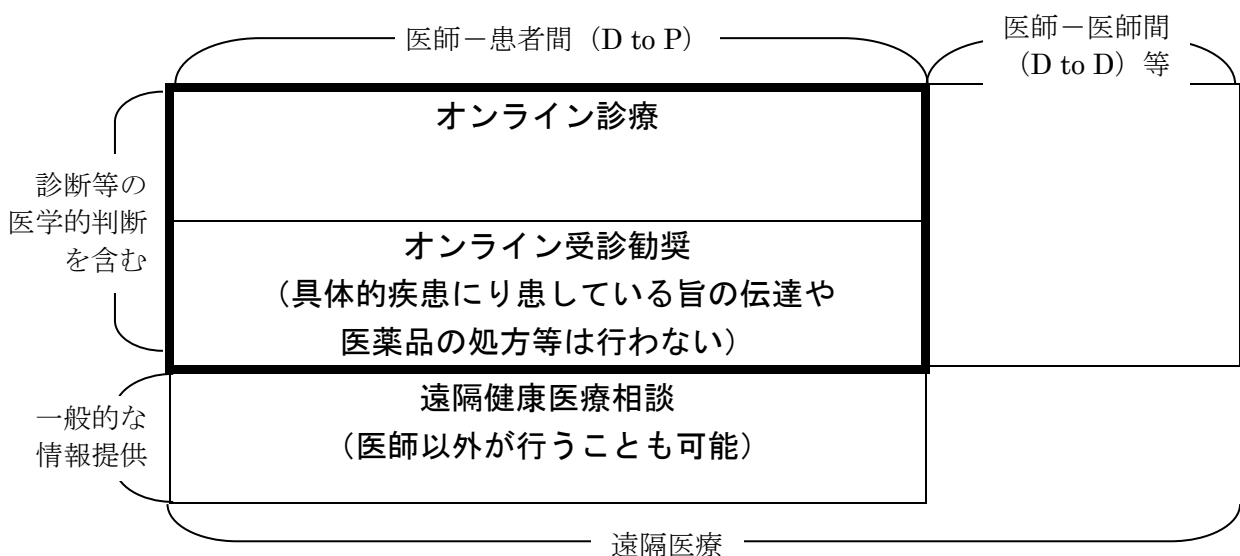 医師－患者間（D to P）
医師－医師間
（D to D）等
診断等の
医学的判断
を含む
オンライン診療
オンライン受診勧奨
（具体的疾患にり患している旨の伝達や
医薬品の処方等は行わない）
一般的な
情報提供
遠隔健康医療相談
（医師以外が行うことも可能）
遠隔医療